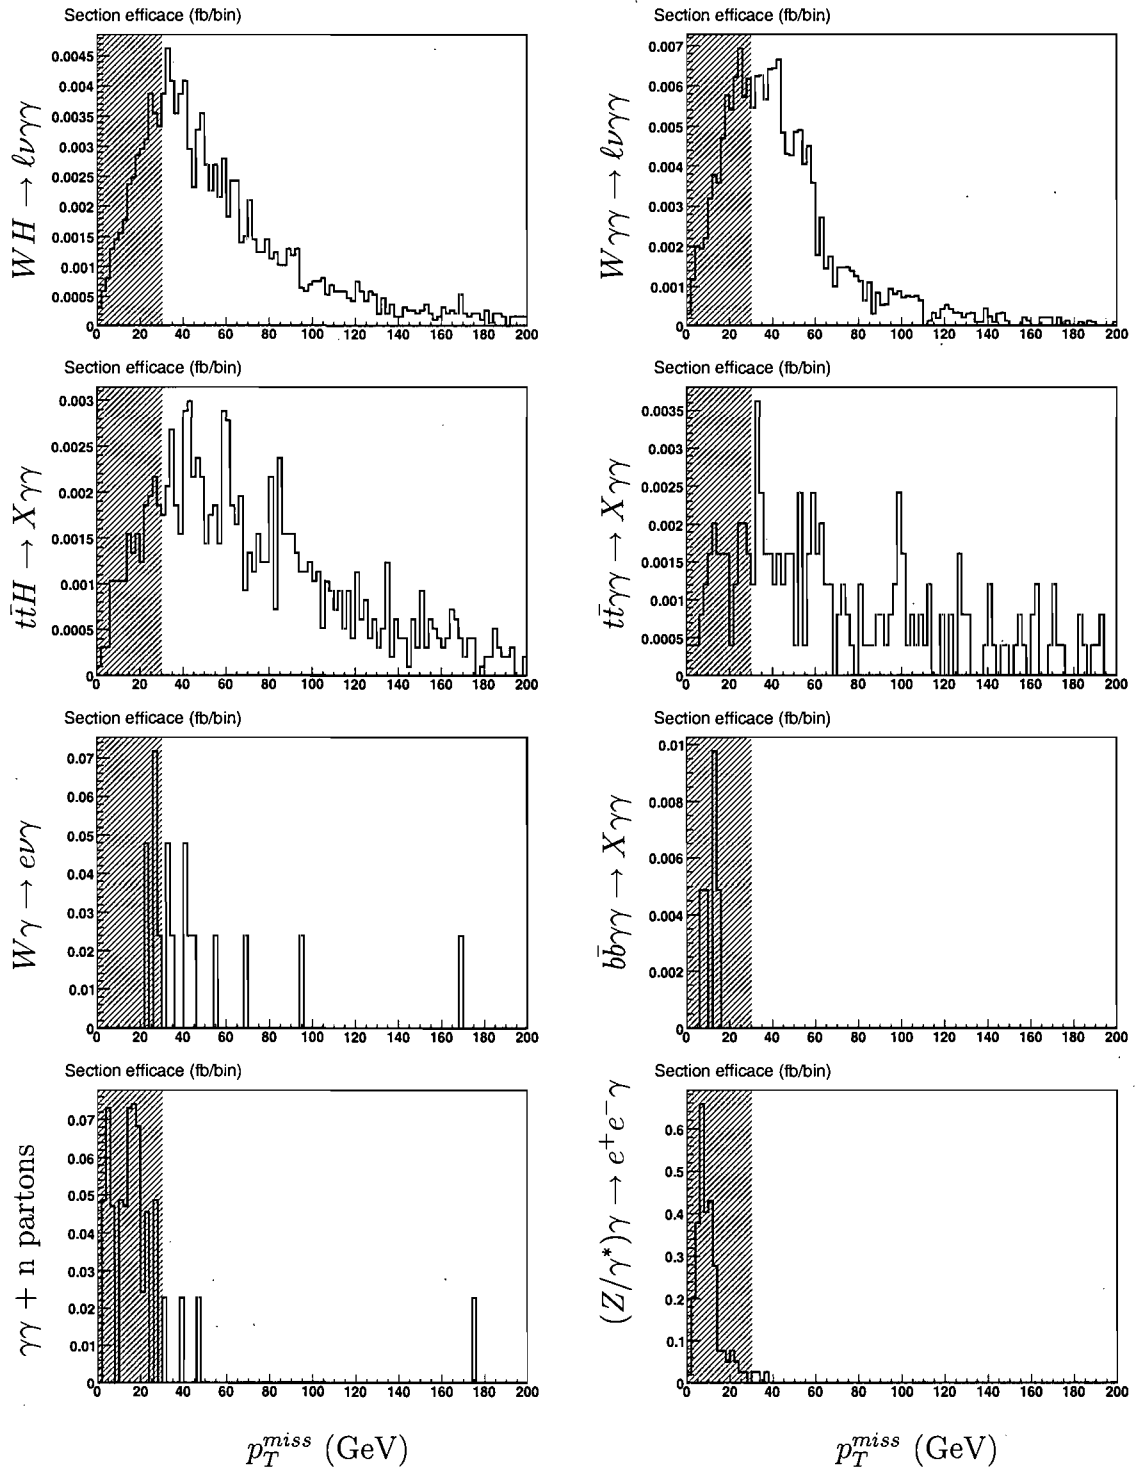 Section efficace (fb/bin)
WH → ℓνγγ
0.0045
0.004
0.0035
0.003
0.0025
0.002
0.0015
0.001
0.0005
0
0 20 40 60 80 100 120 140 160 180 200
Section efficace (fb/bin)
Wγγ → ℓνγγ
0.007
0.006
0.005
0.004
0.003
0.002
0.001
0
0 20 40 60 80 100 120 140 160 180 200
Section efficace (fb/bin)
tt̄H → Xγγ
0.003
0.0025
0.002
0.0015
0.001
0.0005
0
0 20 40 60 80 100 120 140 160 180 200
Section efficace (fb/bin)
tt̄γγ → Xγγ
0.0035
0.003
0.0025
0.002
0.0015
0.001
0.0005
0
0 20 40 60 80 100 120 140 160 180 200
Section efficace (fb/bin)
Wγ → eνγ
0.07
0.06
0.05
0.04
0.03
0.02
0.01
0
0 20 40 60 80 100 120 140 160 180 200
Section efficace (fb/bin)
bb̄γγ → Xγγ
0.01
0.008
0.006
0.004
0.002
0
0 20 40 60 80 100 120 140 160 180 200
Section efficace (fb/bin)
γγ + n partons
0.07
0.06
0.05
0.04
0.03
0.02
0.01
0
0 20 40 60 80 100 120 140 160 180 200
p_T^{miss} (GeV)
Section efficace (fb/bin)
(Z/γ*)γ → e⁺e⁻γ
0.6
0.5
0.4
0.3
0.2
0.1
0
0 20 40 60 80 100 120 140 160 180 200
p_T^{miss} (GeV)